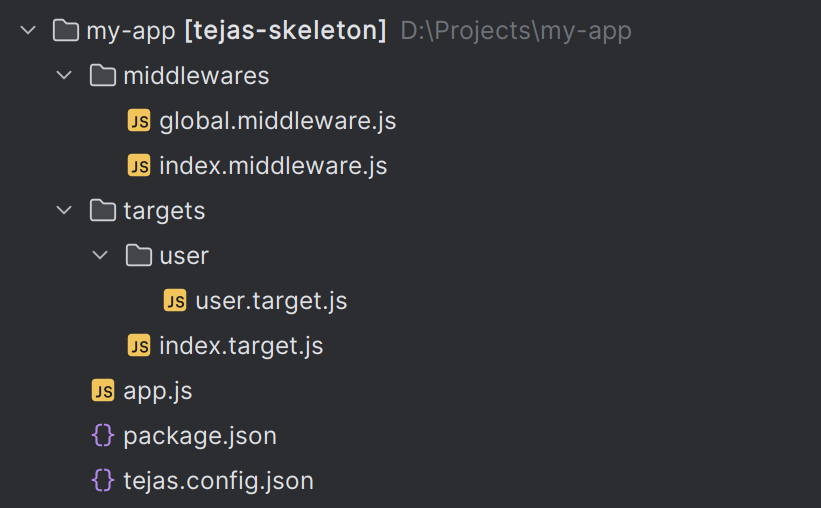 my-app [tejas-skeleton] D:\Projects\my-app
middlewares
JS global.middleware.js
JS index.middleware.js
targets
user
JS user.target.js
JS index.target.js
JS app.js
{} package.json
{} tejas.config.json